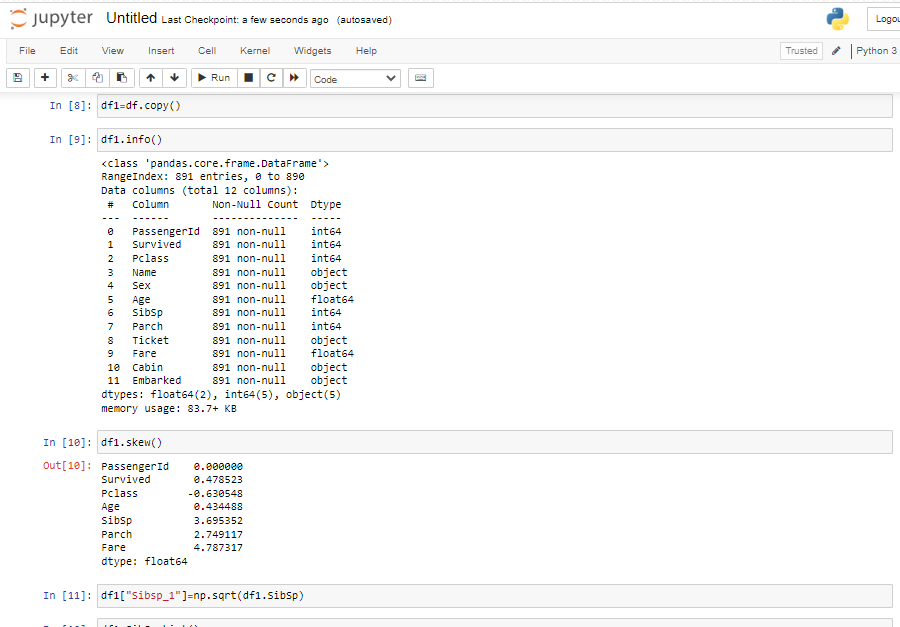 jupyter Untitled Last Checkpoint: a few seconds ago (autosaved)
File Edit View Insert Cell Kernel Widgets Help Trusted Python 3
Run Code
In [8]: df1=df.copy()
In [9]: df1.info()
<class 'pandas.core.frame.DataFrame'>
RangeIndex: 891 entries, 0 to 890
Data columns (total 12 columns):
 #   Column       Non-Null Count  Dtype
---  ------       --------------  -----
 0   PassengerId  891 non-null    int64
 1   Survived     891 non-null    int64
 2   Pclass       891 non-null    int64
 3   Name         891 non-null    object
 4   Sex          891 non-null    object
 5   Age          891 non-null    float64
 6   SibSp        891 non-null    int64
 7   Parch        891 non-null    int64
 8   Ticket       891 non-null    object
 9   Fare         891 non-null    float64
 10  Cabin        891 non-null    object
 11  Embarked     891 non-null    object
dtypes: float64(2), int64(5), object(5)
memory usage: 83.7+ KB
In [10]: df1.skew()
Out[10]: PassengerId    0.000000
Survived       0.478523
Pclass        -0.630548
Age            0.434488
SibSp          3.695352
Parch          2.749117
Fare           4.787317
dtype: float64
In [11]: df1["Sibsp_1"]=np.sqrt(df1.SibSp)